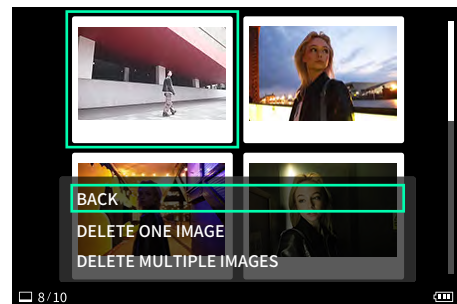 BACK
DELETE ONE IMAGE
DELETE MULTIPLE IMAGES
8/10